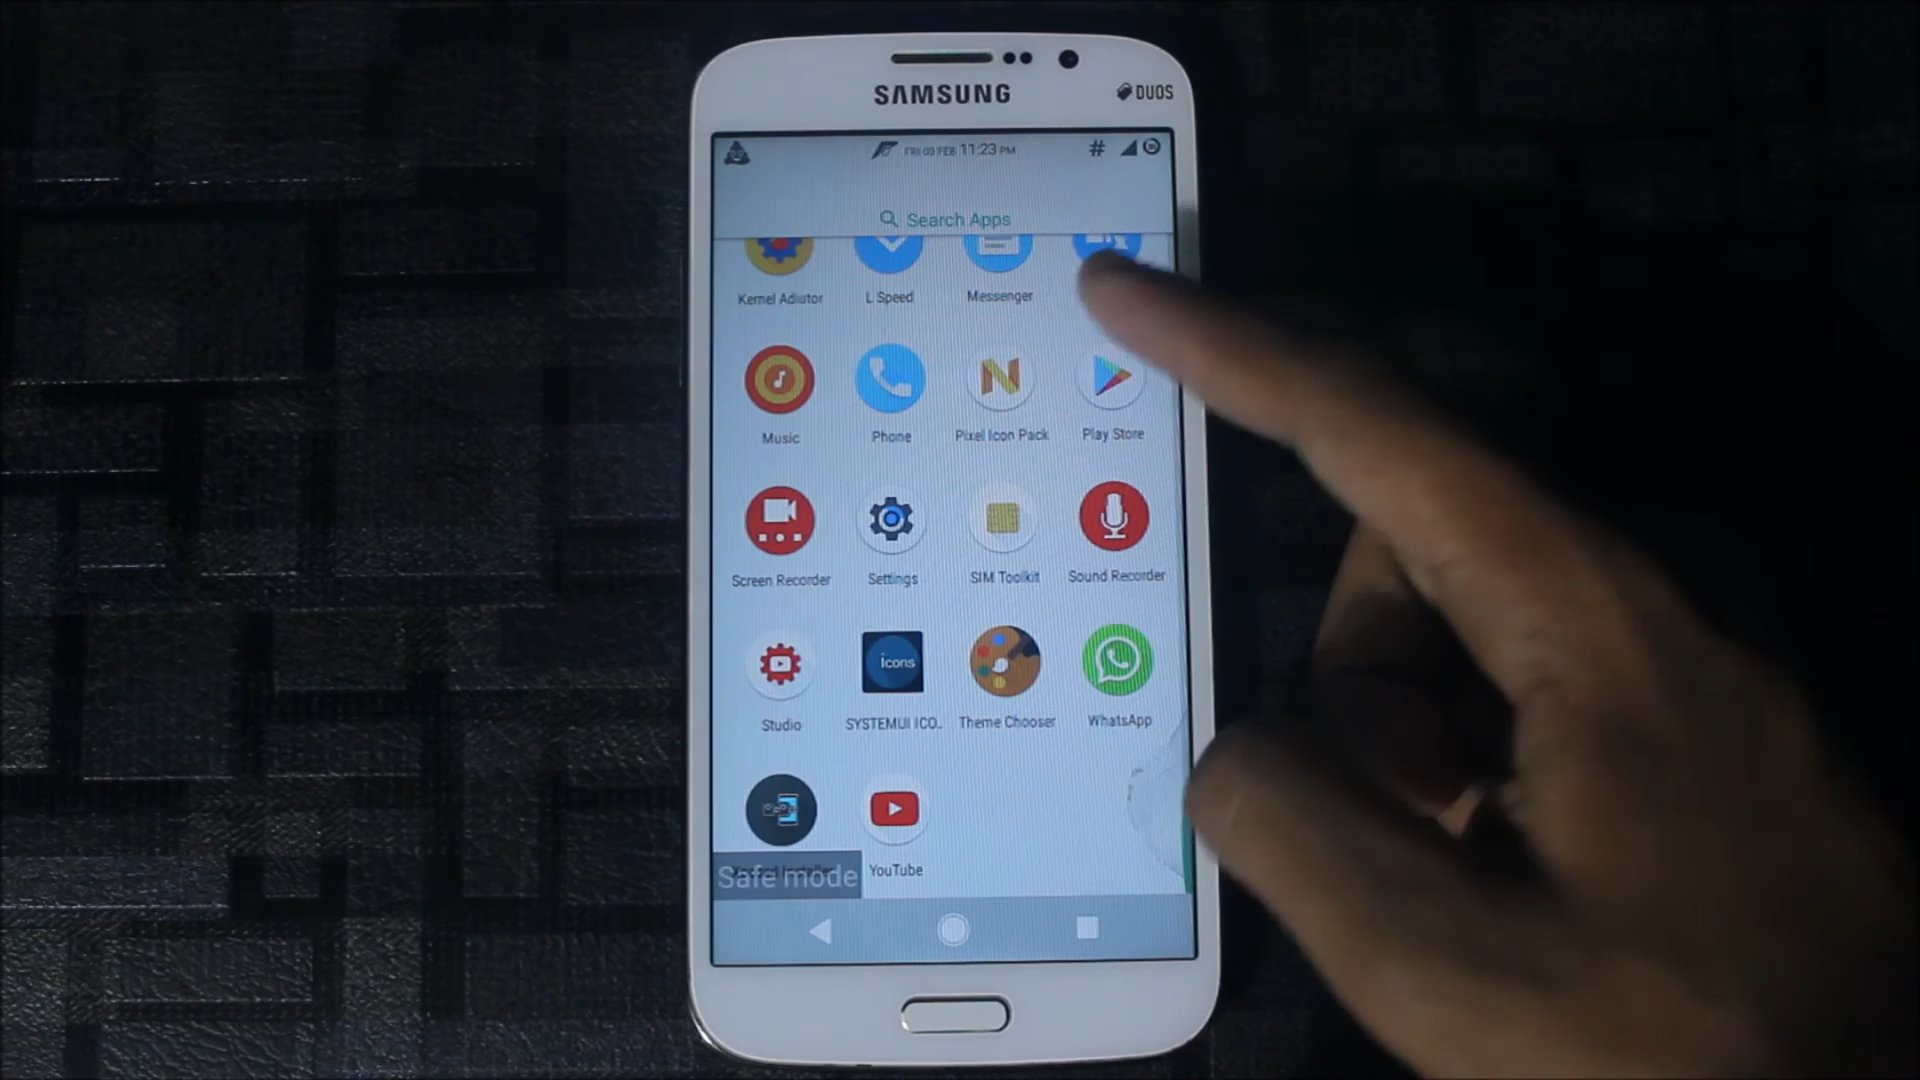 SAMSUNG
DUOS
FRI 03 FEB 11:23 PM
Search Apps
Kernel Adiutor
L Speed
Messenger
Music
Phone
Pixel Icon Pack
Play Store
Screen Recorder
Settings
SIM Toolkit
Sound Recorder
icons
Studio
SYSTEMUI ICO..
Theme Chooser
WhatsApp
YouTube
Safe mode